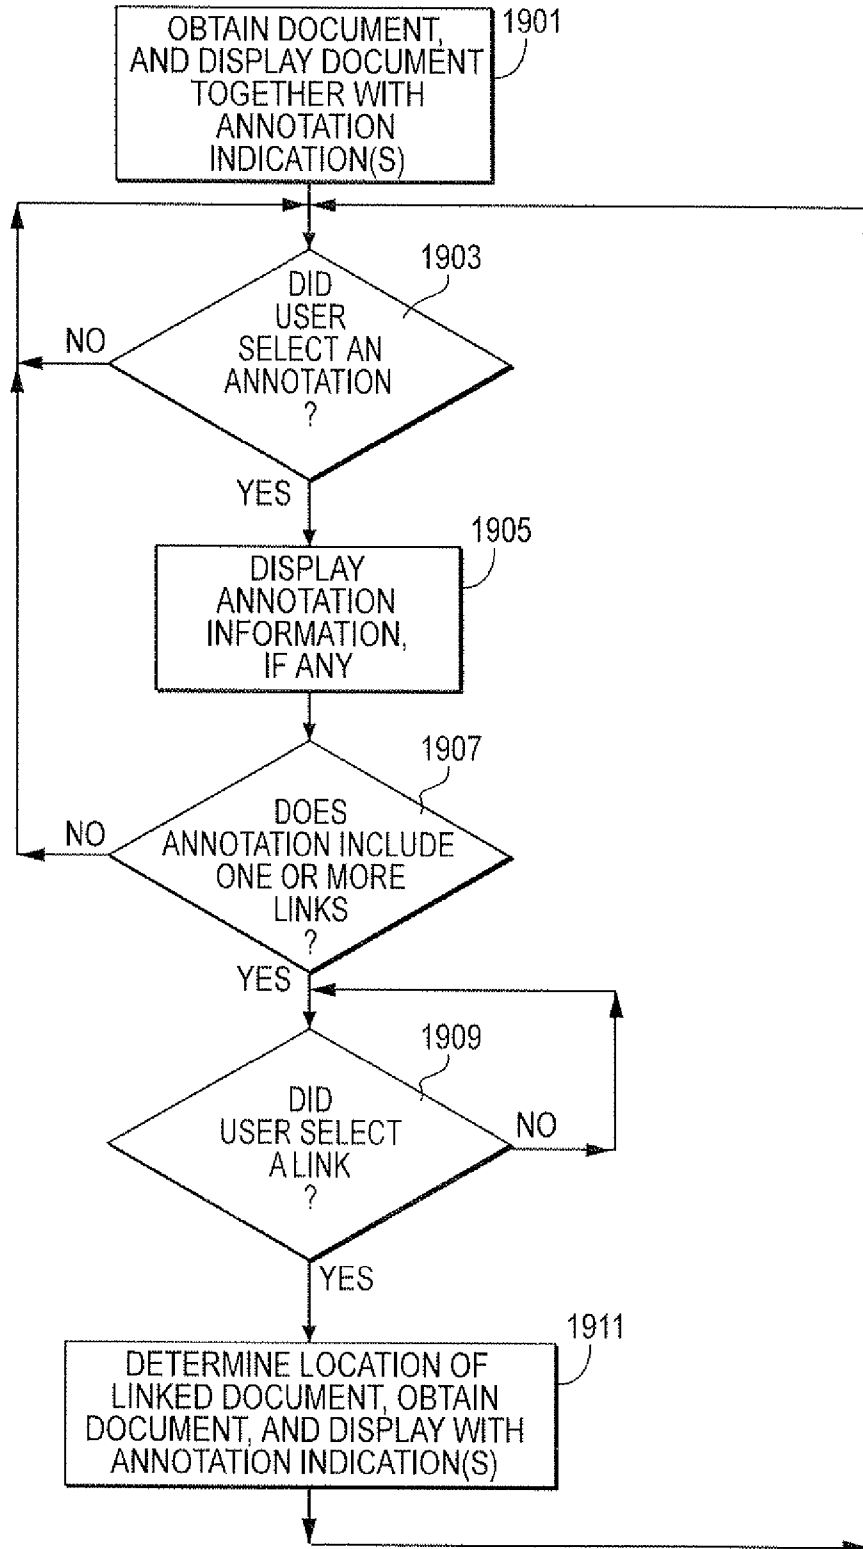 OBTAIN DOCUMENT,
AND DISPLAY DOCUMENT
TOGETHER WITH
ANNOTATION
INDICATION(S)
1901
DID
USER
SELECT AN
ANNOTATION
?
1903
NO
YES
DISPLAY
ANNOTATION
INFORMATION,
IF ANY
1905
DOES
ANNOTATION INCLUDE
ONE OR MORE
LINKS
?
1907
NO
YES
DID
USER SELECT
A LINK
?
1909
NO
YES
DETERMINE LOCATION OF
LINKED DOCUMENT, OBTAIN
DOCUMENT, AND DISPLAY WITH
ANNOTATION INDICATION(S)
1911